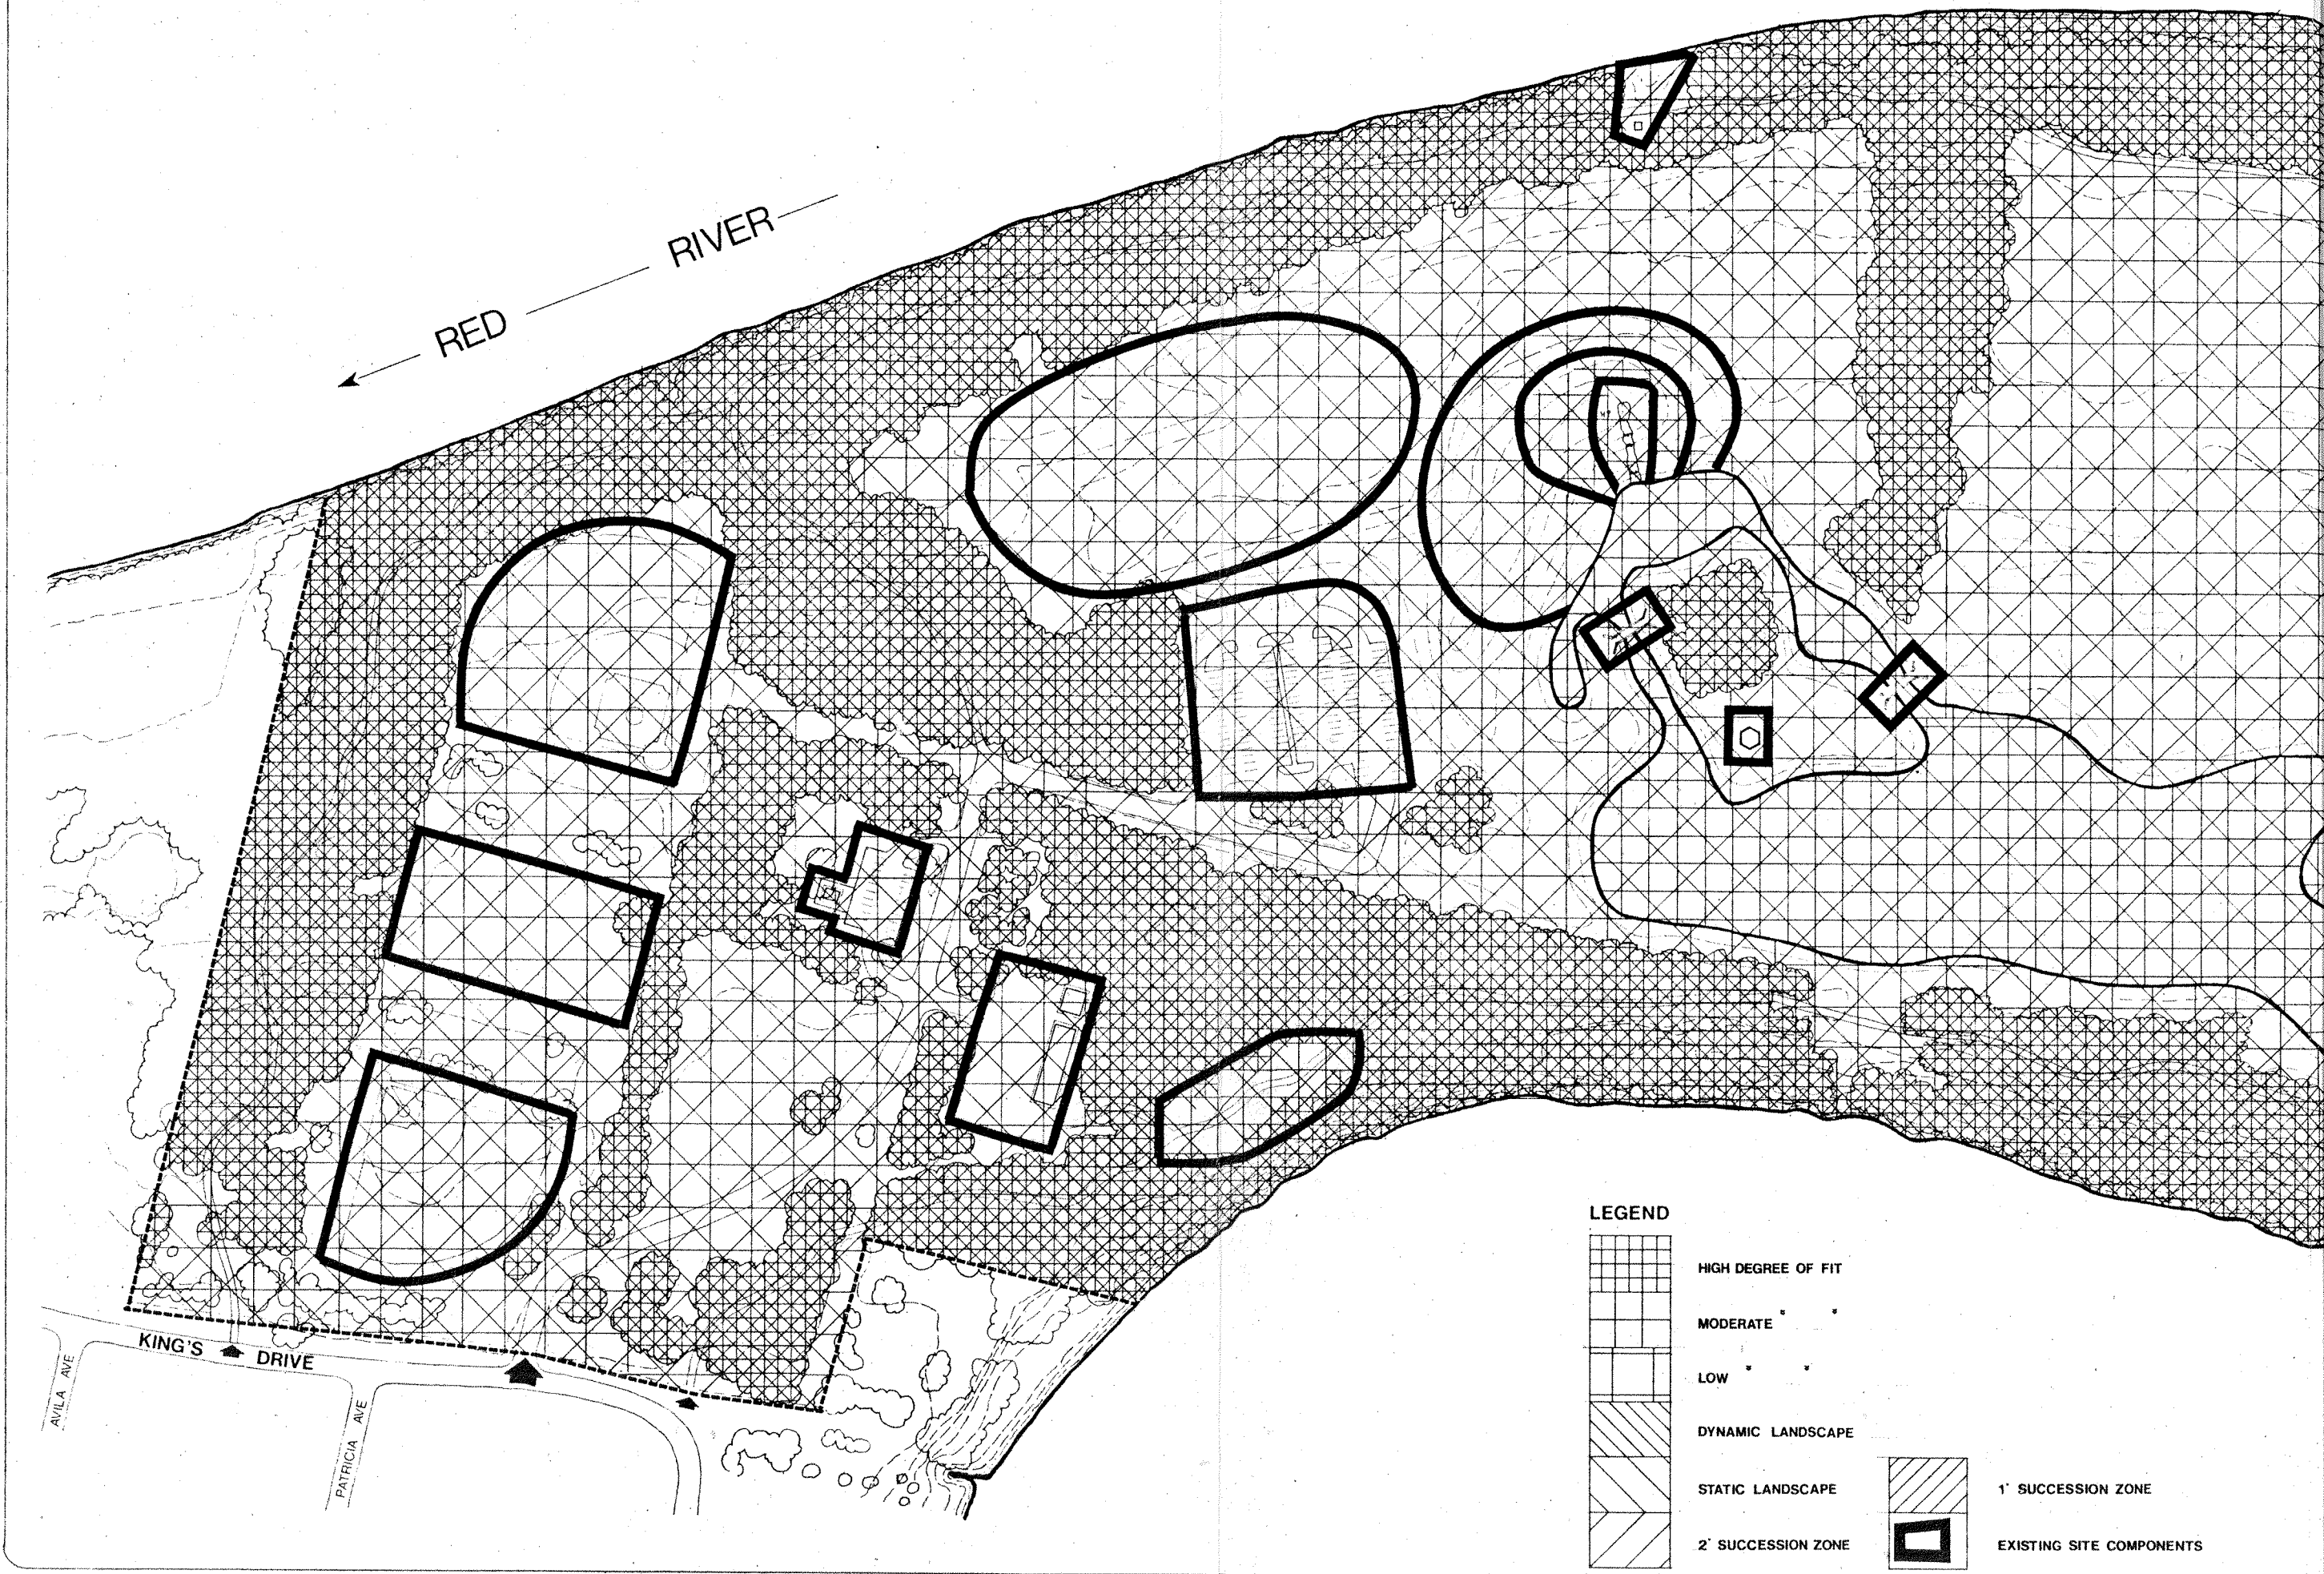 RED RIVER
KING'S DRIVE
AVILA AVE
PATRICIA AVE
LEGEND
HIGH DEGREE OF FIT
MODERATE " "
LOW " "
DYNAMIC LANDSCAPE
STATIC LANDSCAPE
1° SUCCESSION ZONE
2° SUCCESSION ZONE
EXISTING SITE COMPONENTS